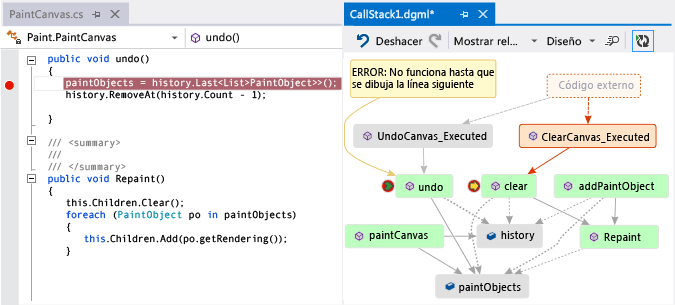 PaintCanvas.cs
Paint.PaintCanvas
undo()
public void undo()
{
paintObjects = history.Last<List<PaintObject>>();
history.RemoveAt(history.Count - 1);
}
/// <summary>
///
/// </summary>
public void Repaint()
{
this.Children.Clear();
foreach (PaintObject po in paintObjects)
{
this.Children.Add(po.getRendering());
}
CallStack1.dgml*
Deshacer
Mostrar rel...
Diseño
ERROR: No funciona hasta que
se dibuja la línea siguiente
Código externo
UndoCanvas_Executed
ClearCanvas_Executed
undo
clear
addPaintObject
paintCanvas
history
Repaint
paintObjects